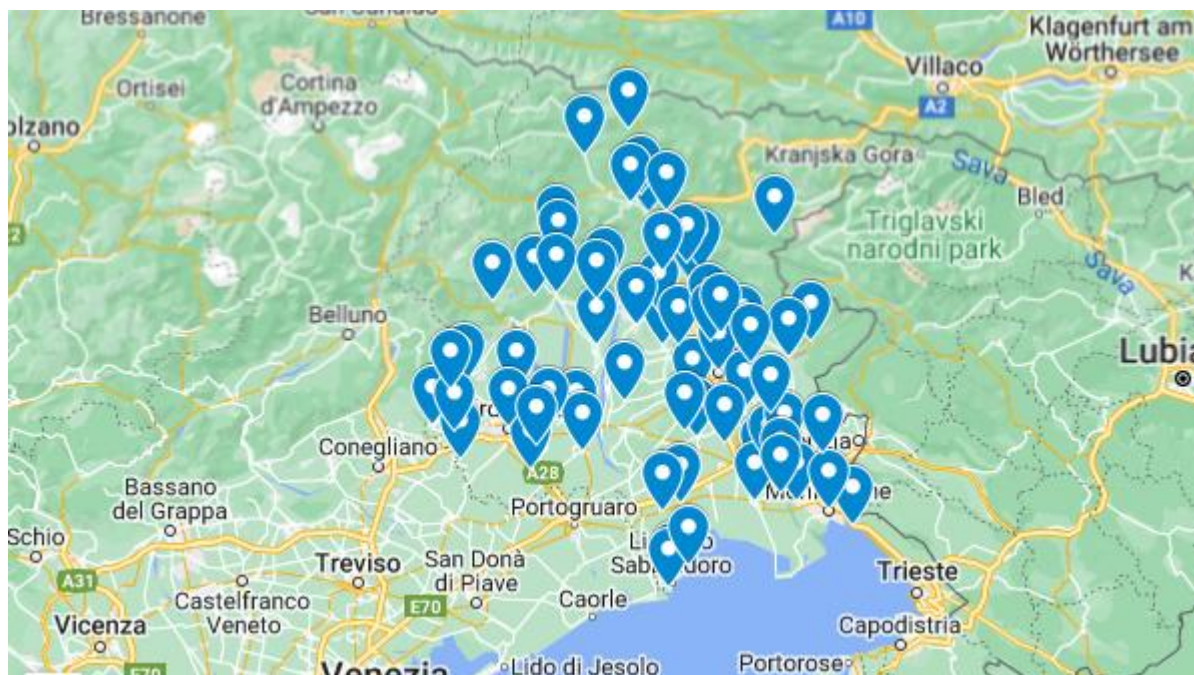 Bressanone
A10
Klagenfurt am
Wörthersee
Villaco
Cortina
d'Ampezzo
Ortisei
A2
olzano
Kranjska Gora
Sava
Bled
Triglavski
narodni park
Sava
Belluno
Lubia
Conegliano
A28
Bassano
del Grappa
Portogruaro
Schio
Treviso
San Donà
di Piave
Trieste
A31
E70
Castelfranco
Veneto
Caorle
Vicenza
Capodistria
Venezia
Lido di Jesolo
Portorose
E70